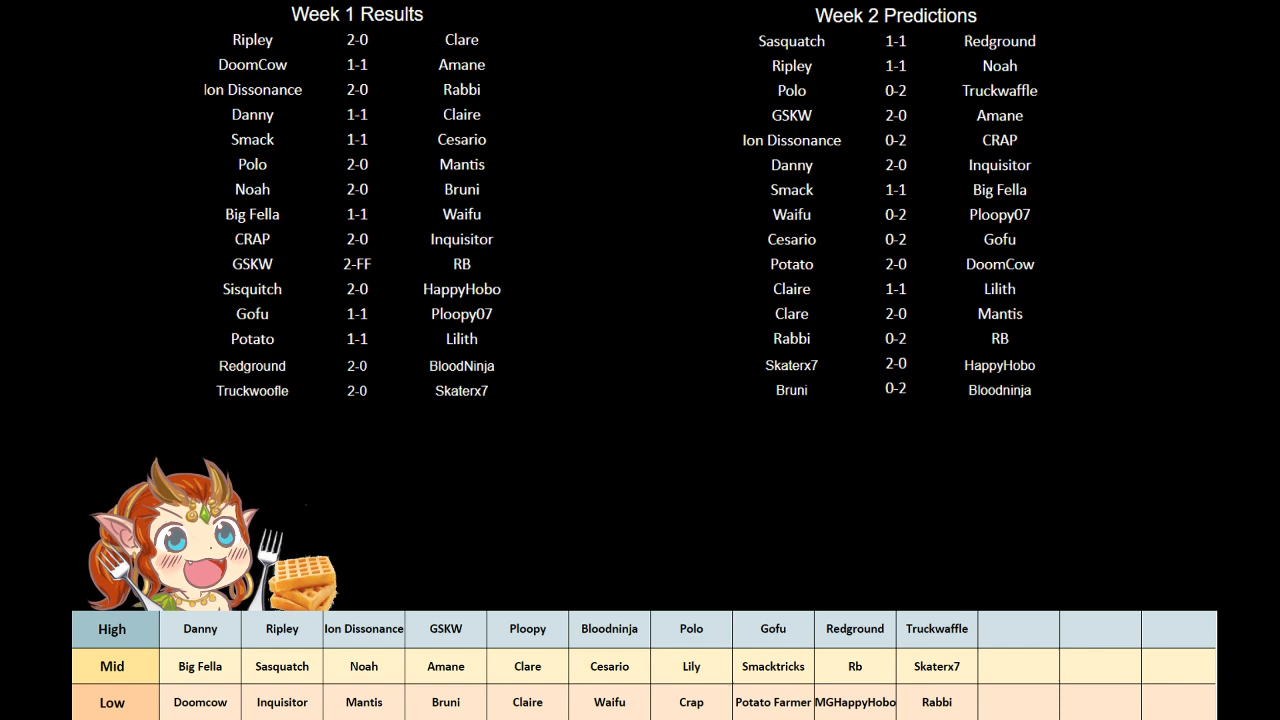 Week 1 Results
Ripley 2-0 Clare
DoomCow 1-1 Amane
Ion Dissonance 2-0 Rabbi
Danny 1-1 Claire
Smack 1-1 Cesario
Polo 2-0 Mantis
Noah 2-0 Bruni
Big Fella 1-1 Waifu
CRAP 2-0 Inquisitor
GSKW 2-FF RB
Sisquitch 2-0 HappyHobo
Gofu 1-1 Ploopy07
Potato 1-1 Lilith
Redground 2-0 BloodNinja
Truckwoofle 2-0 Skaterx7
Week 2 Predictions
Sasquatch 1-1 Redground
Ripley 1-1 Noah
Polo 0-2 Truckwaffle
GSKW 2-0 Amane
Ion Dissonance 0-2 CRAP
Danny 2-0 Inquisitor
Smack 1-1 Big Fella
Waifu 0-2 Ploopy07
Cesario 0-2 Gofu
Potato 2-0 DoomCow
Claire 1-1 Lilith
Clare 2-0 Mantis
Rabbi 0-2 RB
Skaterx7 2-0 HappyHobo
Bruni 0-2 Bloodninja
High Danny Ripley Ion Dissonance GSKW Ploopy Bloodninja Polo Gofu Redground Truckwaffle
Mid Big Fella Sasquatch Noah Amane Clare Cesario Lily Smacktricks Rb Skaterx7
Low Doomcow Inquisitor Mantis Bruni Claire Waifu Crap Potato Farmer MGHappyHobo Rabbi